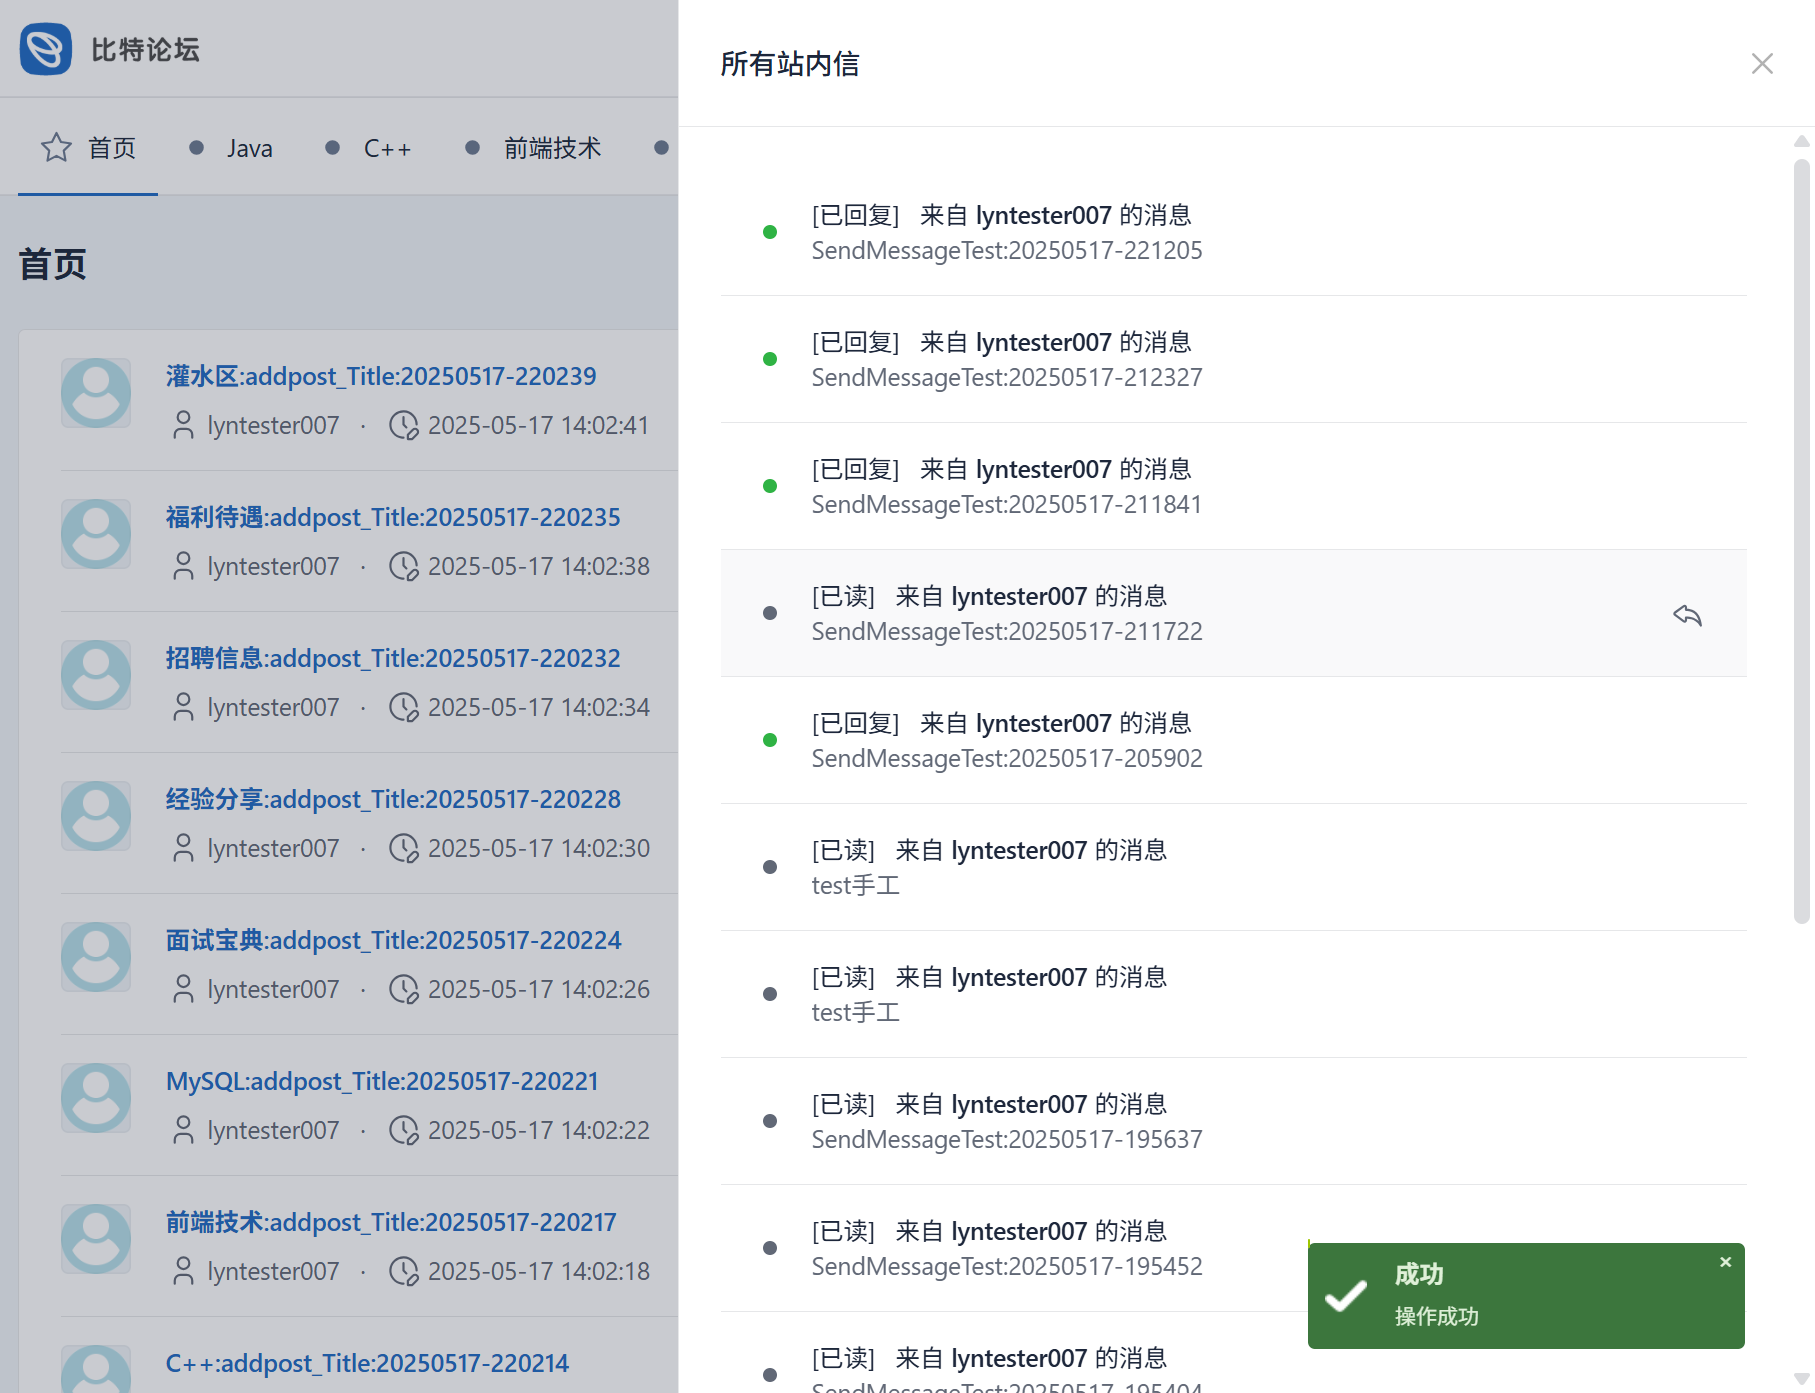 比特论坛
首页
Java
C++
前端技术
首页
灌水区:addpost_Title:20250517-220239
lyntester007 · 2025-05-17 14:02:41
福利待遇:addpost_Title:20250517-220235
lyntester007 · 2025-05-17 14:02:38
招聘信息:addpost_Title:20250517-220232
lyntester007 · 2025-05-17 14:02:34
经验分享:addpost_Title:20250517-220228
lyntester007 · 2025-05-17 14:02:30
面试宝典:addpost_Title:20250517-220224
lyntester007 · 2025-05-17 14:02:26
MySQL:addpost_Title:20250517-220221
lyntester007 · 2025-05-17 14:02:22
前端技术:addpost_Title:20250517-220217
lyntester007 · 2025-05-17 14:02:18
C++:addpost_Title:20250517-220214
所有站内信
[已回复] 来自 lyntester007 的消息
SendMessageTest:20250517-221205
[已回复] 来自 lyntester007 的消息
SendMessageTest:20250517-212327
[已回复] 来自 lyntester007 的消息
SendMessageTest:20250517-211841
[已读] 来自 lyntester007 的消息
SendMessageTest:20250517-211722
[已回复] 来自 lyntester007 的消息
SendMessageTest:20250517-205902
[已读] 来自 lyntester007 的消息
test手工
[已读] 来自 lyntester007 的消息
test手工
[已读] 来自 lyntester007 的消息
SendMessageTest:20250517-195637
[已读] 来自 lyntester007 的消息
SendMessageTest:20250517-195452
[已读] 来自 lyntester007 的消息
SendMessageTest:20250517-195404
成功
操作成功